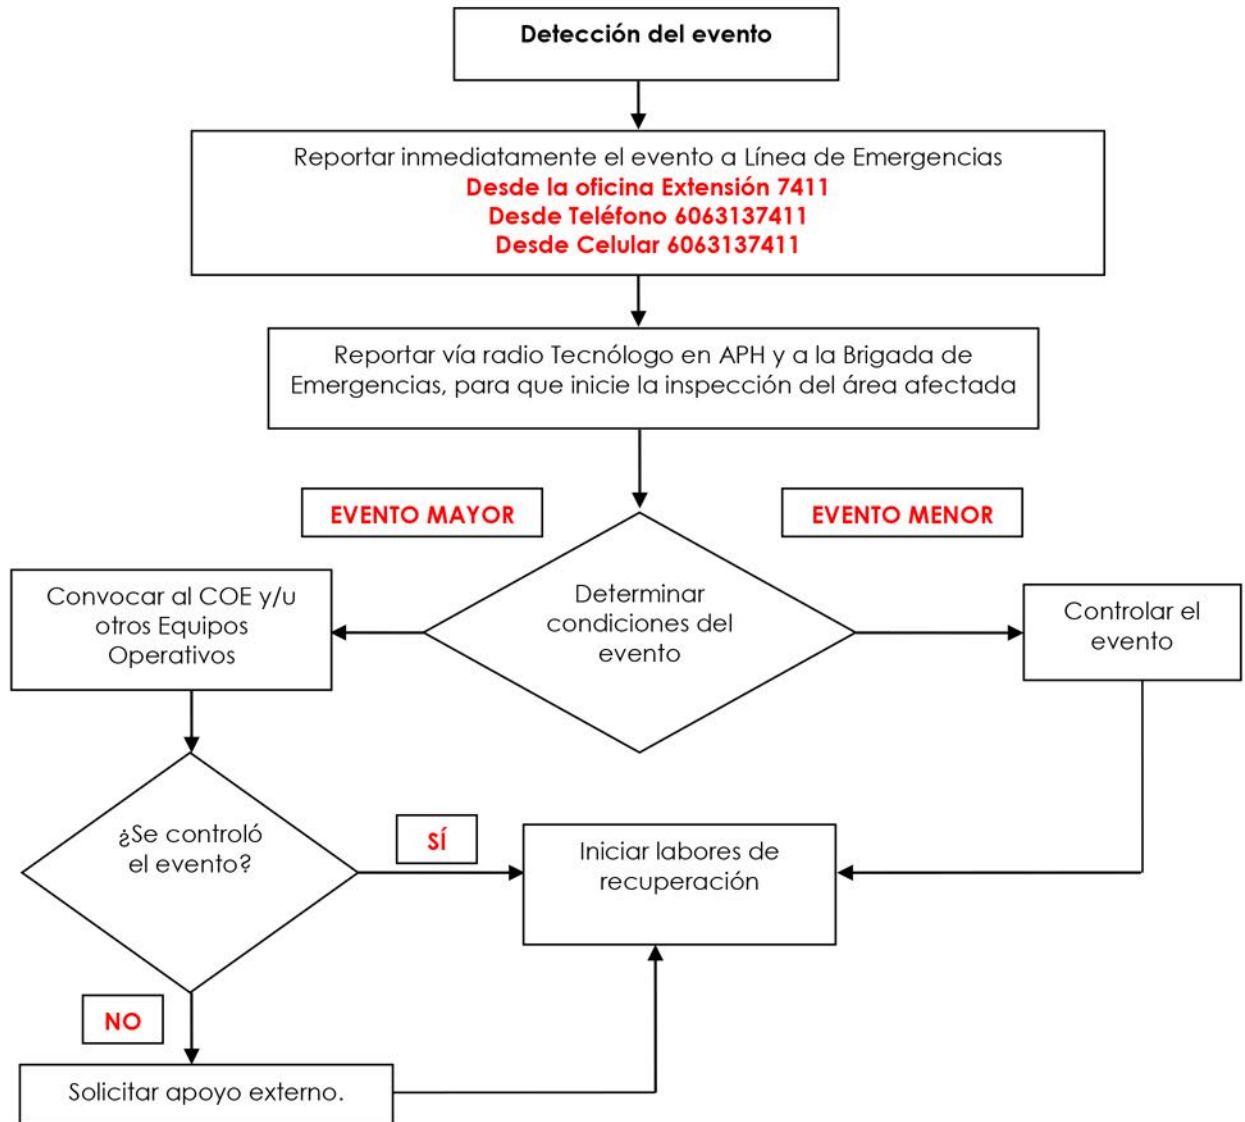 Detección del evento
Reportar inmediatamente el evento a Línea de Emergencias
Desde la oficina Extensión 7411
Desde Teléfono 6063137411
Desde Celular 6063137411
Reportar vía radio Tecnólogo en APH y a la Brigada de
Emergencias, para que inicie la inspección del área afectada
EVENTO MAYOR
EVENTO MENOR
Determinar
condiciones del
evento
Convocar al COE y/u
otros Equipos
Operativos
Controlar el
evento
¿Se controló
el evento?
SÍ
Iniciar labores de
recuperación
NO
Solicitar apoyo externo.